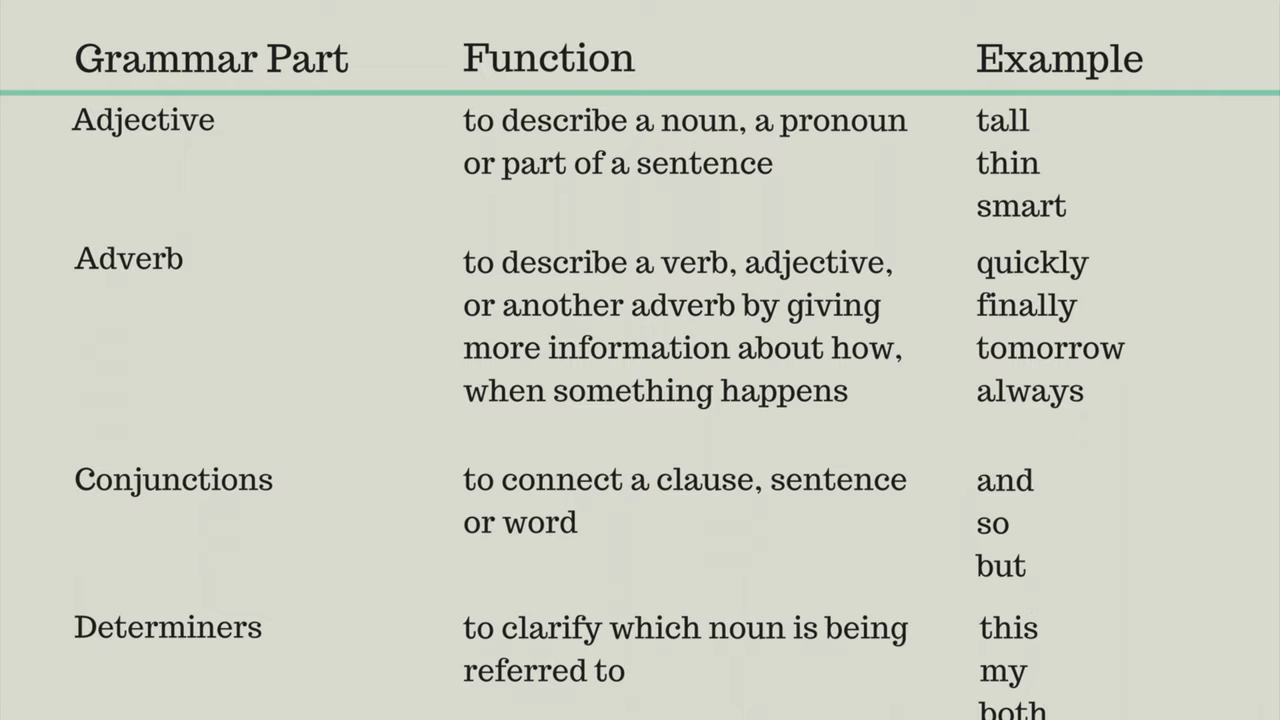 Grammar Part Function Example
Adjective to describe a noun, a pronoun tall
or part of a sentence thin
smart
Adverb to describe a verb, adjective, quickly
or another adverb by giving finally
more information about how, tomorrow
when something happens always
Conjunctions to connect a clause, sentence and
or word so
but
Determiners to clarify which noun is being this
referred to my
both